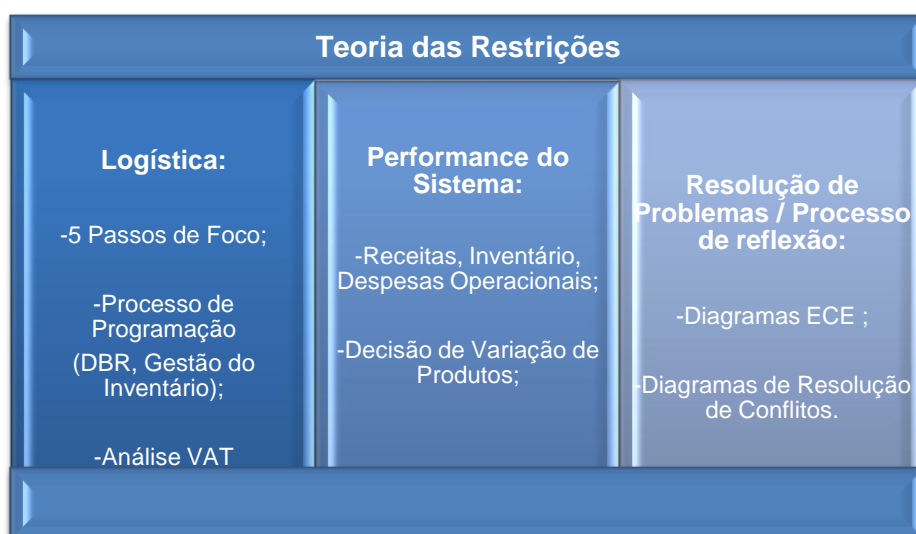 Teoria das Restrições
Logística:
-5 Passos de Foco;
-Processo de
Programação
(DBR, Gestão do
Inventário);
-Análise VAT
Performance do
Sistema:
-Receitas, Inventário,
Despesas Operacionais;
-Decisão de Variação de
Produtos;
Resolução de
Problemas / Processo
de reflexão:
-Diagramas ECE ;
-Diagramas de Resolução
de Conflitos.